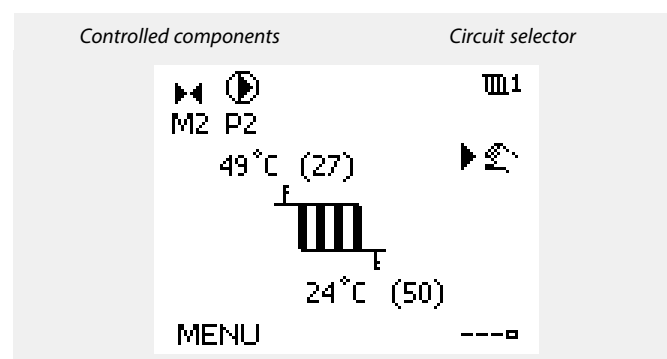 Controlled components Circuit selector
1
M2 P2
49°C (27)
24°C (50)
MENU ---▫